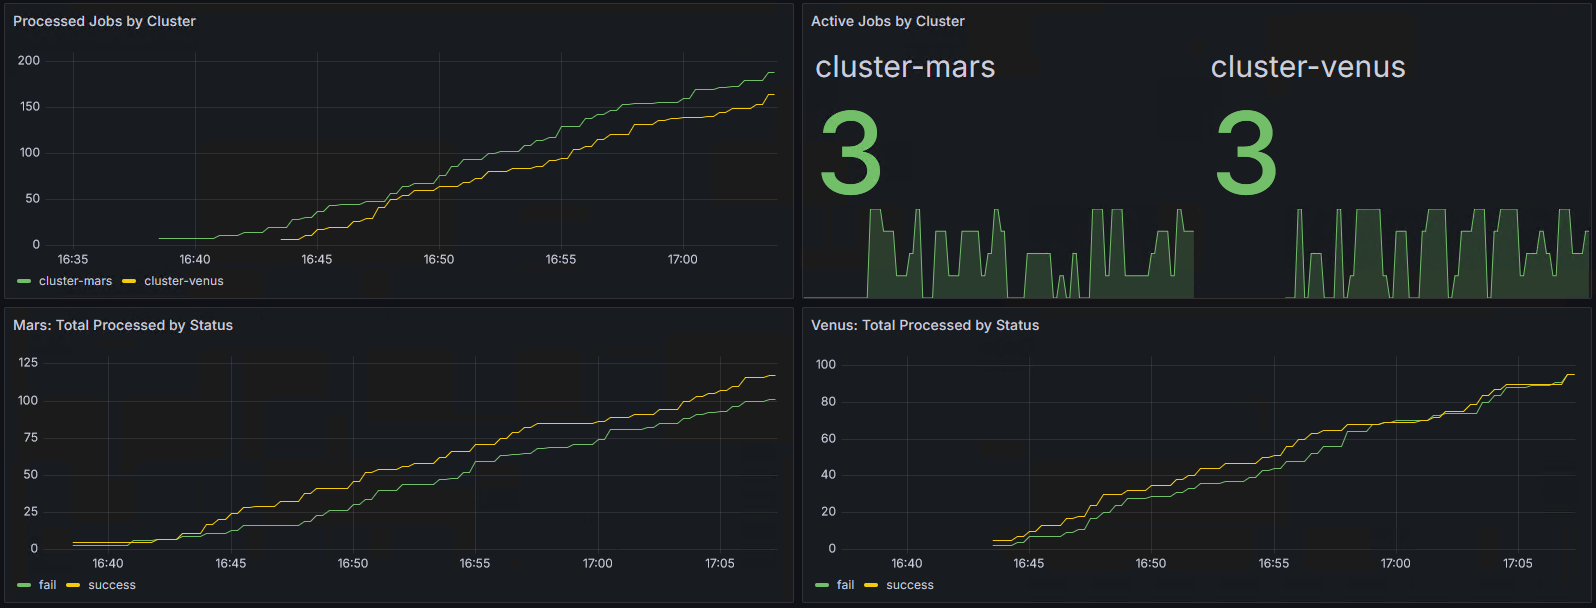 Processed Jobs by Cluster
200
150
100
50
0
16:35 16:40 16:45 16:50 16:55 17:00
cluster-mars cluster-venus
Active Jobs by Cluster
cluster-mars cluster-venus
3 3
Mars: Total Processed by Status
125
100
75
50
25
0
16:40 16:45 16:50 16:55 17:00 17:05
fail success
Venus: Total Processed by Status
100
80
60
40
20
0
16:40 16:45 16:50 16:55 17:00 17:05
fail success